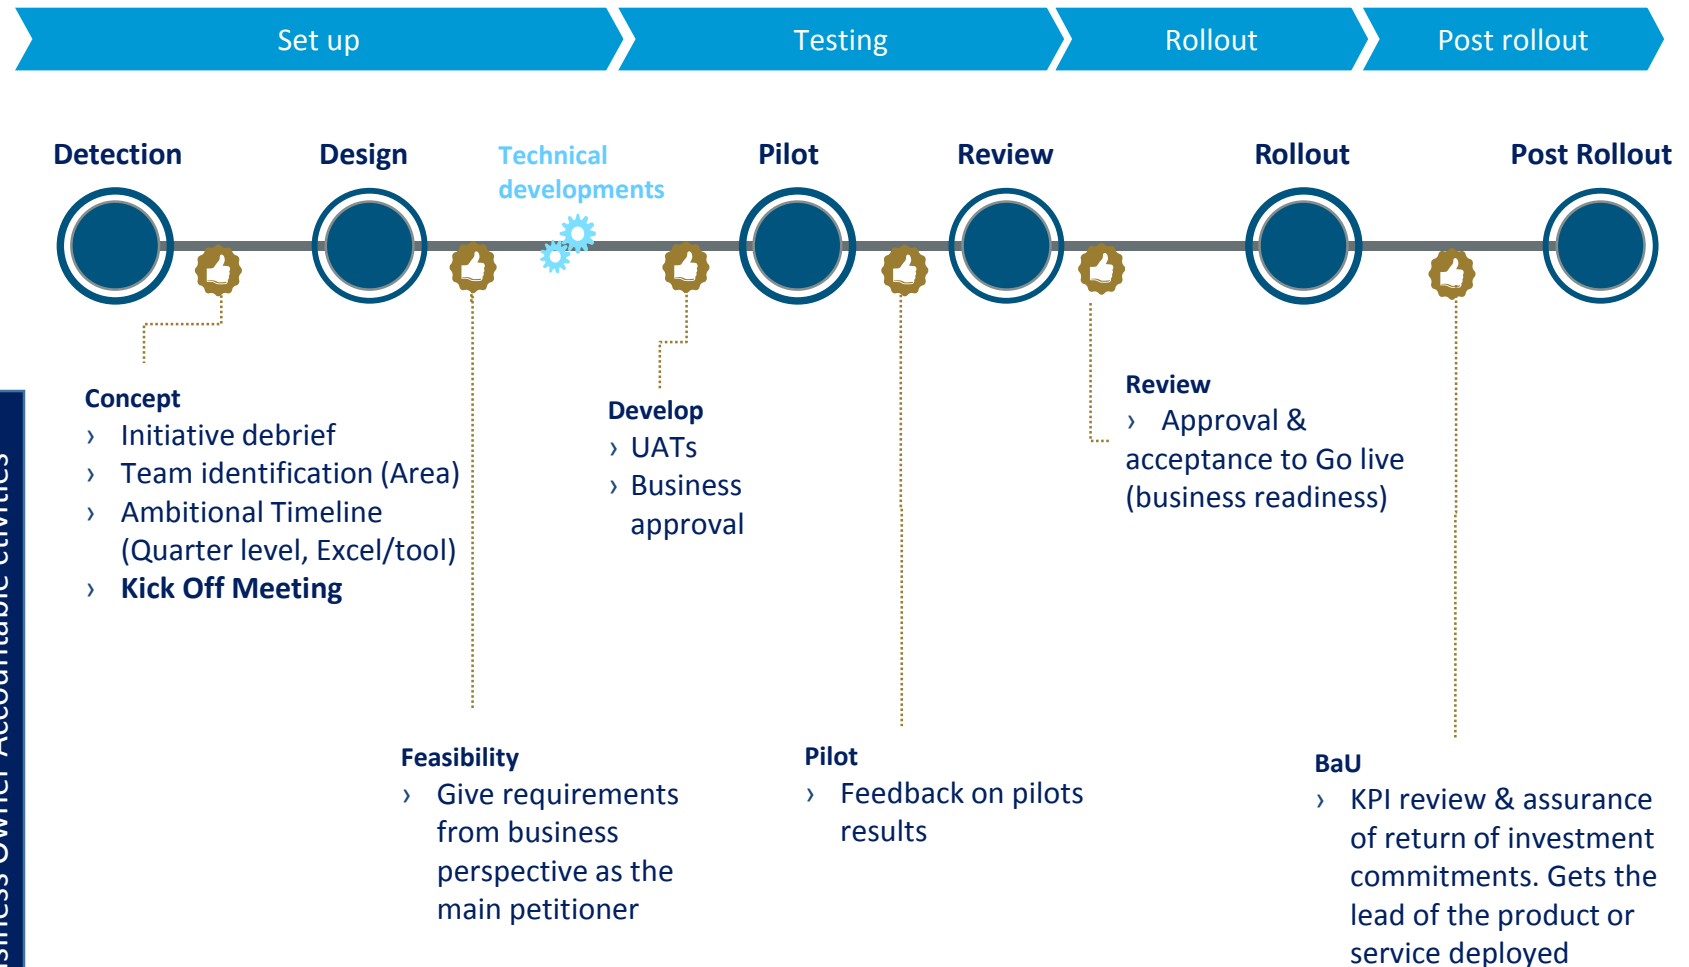 Set up
Testing
Rollout
Post rollout
Detection
Design
Technical
developments
Pilot
Review
Rollout
Post Rollout
Concept
› Initiative debrief
› Team identification (Area)
› Ambitional Timeline
(Quarter level, Excel/tool)
› Kick Off Meeting
Develop
› UATs
› Business
approval
Review
› Approval &
acceptance to Go live
(business readiness)
Feasibility
› Give requirements
from business
perspective as the
main petitioner
Pilot
› Feedback on pilots
results
BaU
› KPI review & assurance
of return of investment
commitments. Gets the
lead of the product or
service deployed
Owner Accountable